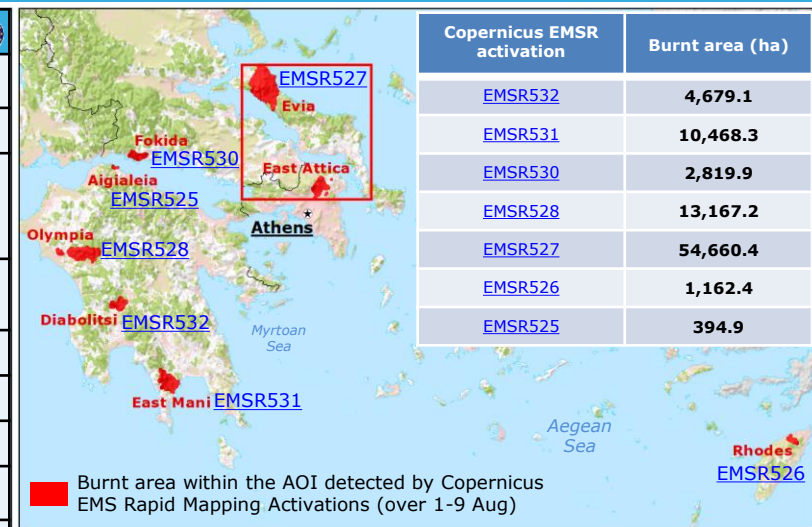 EMSR527
Evia
Fokida
EMSR530
East Attica
Aigialeia
EMSR525
Athens
Olympia
EMSR528
Diabolitsi EMSR532
Myrtoan
Sea
East Mani EMSR531
Aegean
Sea
Rhodes
EMSR526
Burnt area within the AOI detected by Copernicus
EMS Rapid Mapping Activations (over 1-9 Aug)
Copernicus EMSR
activation
Burnt area (ha)
EMSR532 4,679.1
EMSR531 10,468.3
EMSR530 2,819.9
EMSR528 13,167.2
EMSR527 54,660.4
EMSR526 1,162.4
EMSR525 394.9